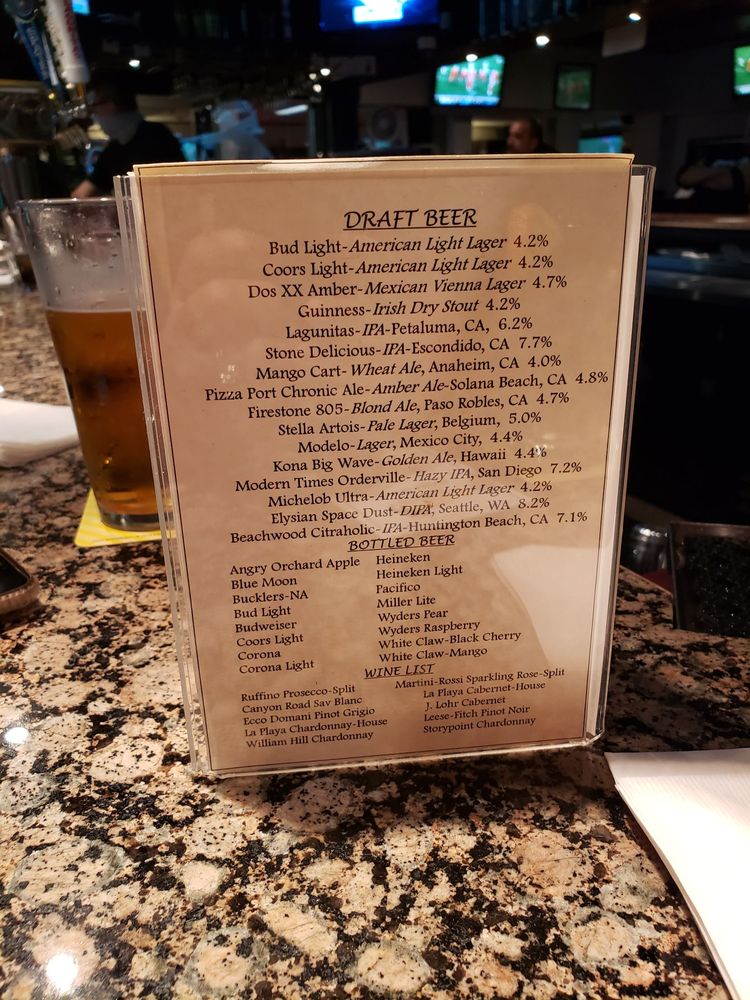 DRAFT BEER
Bud Light-American Light Lager 4.2%
Coors Light-American Light Lager 4.2%
Dos XX Amber-Mexican Vienna Lager 4.7%
Guinness-Irish Dry Stout 4.2%
Lagunitas-IPA-Petaluma, CA, 6.2%
Stone Delicious-IPA-Escondido, CA 7.7%
Mango Cart-Wheat Ale, Anaheim, CA 4.0%
Pizza Port Chronic Ale-Amber Ale-Solana Beach, CA 4.8%
Firestone 805-Blond Ale, Paso Robles, CA 4.7%
Stella Artois-Pale Lager, Belgium, 5.0%
Modelo-Lager, Mexico City, 4.4%
Kona Big Wave-Golden Ale, Hawaii 4.4%
Modern Times Orderville-Hazy IPA, San Diego 7.2%
Michelob Ultra-American Light Lager 4.2%
Elysian Space Dust-DIPA, Seattle, WA 8.2%
Beachwood Citraholic-IPA-Huntington Beach, CA 7.1%
BOTTLED BEER
Angry Orchard Apple
Blue Moon
Bucklers-NA
Bud Light
Budweiser
Coors Light
Corona
Corona Light
Heineken
Heineken Light
Pacifico
Miller Lite
Wyders Pear
Wyders Raspberry
White Claw-Black Cherry
White Claw-Mango
WINE LIST
Ruffino Prosecco-Split
Canyon Road Sav Blanc
Ecco Domani Pinot Grigio
La Playa Chardonnay-House
William Hill Chardonnay
Martini-Rossi Sparkling Rose-Split
La Playa Cabernet-House
J. Lohr Cabernet
Leese-Fitch Pinot Noir
Storypoint Chardonnay